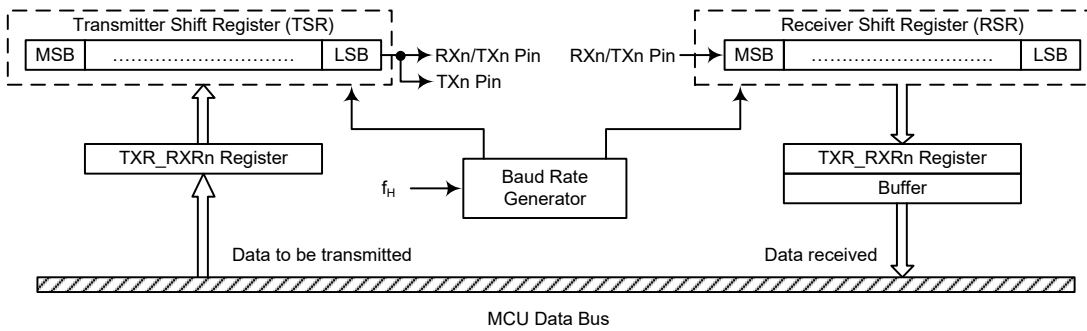 Transmitter Shift Register (TSR)
MSB ................................ LSB
RXn/TXn Pin
TXn Pin
RXn/TXn Pin
Receiver Shift Register (RSR)
MSB ................................ LSB
TXR_RXRn Register
fH
Baud Rate
Generator
TXR_RXRn Register
Buffer
Data to be transmitted
Data received
MCU Data Bus